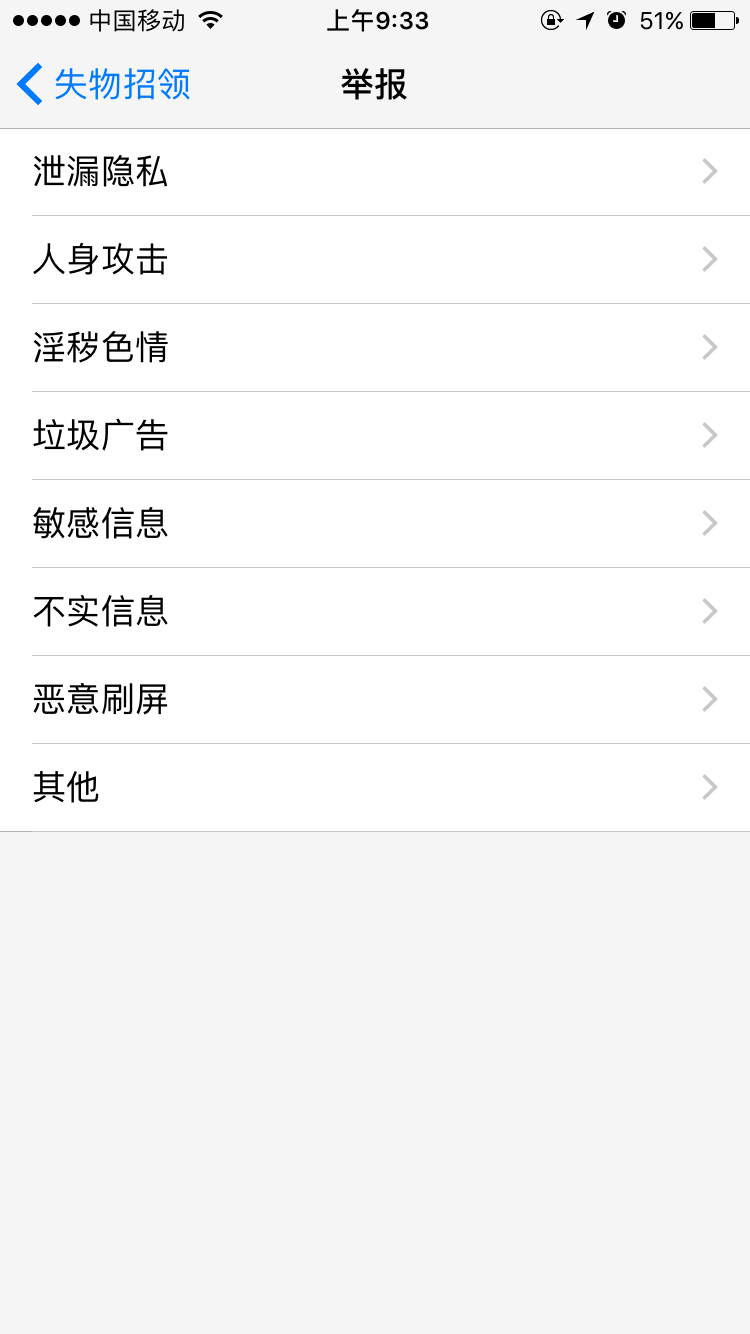 中国移动 上午9:33 51%
失物招领 举报
泄漏隐私
人身攻击
淫秽色情
垃圾广告
敏感信息
不实信息
恶意刷屏
其他